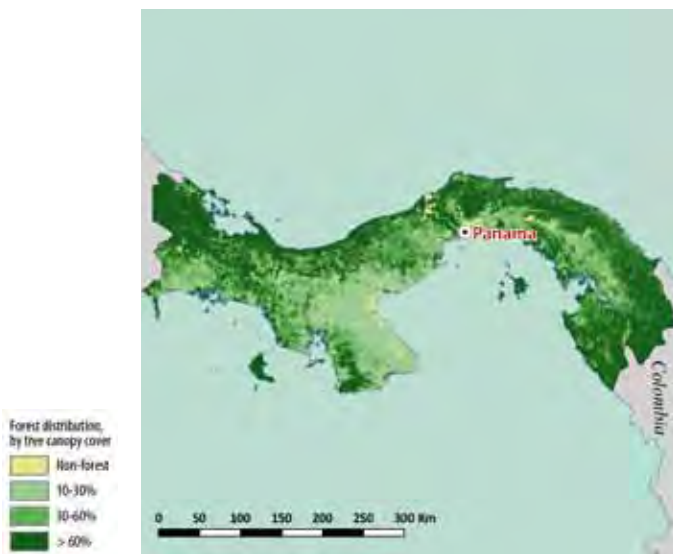 Panama
Colombia
Forest distribution,
by tree canopy cover
Non-forest
10-30%
30-60%
> 60%
0 50 100 150 200 250 300 Km